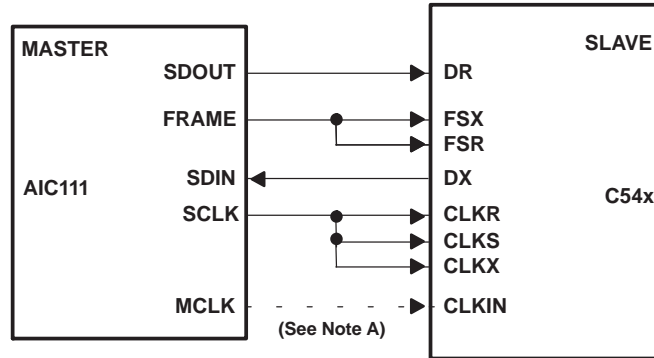 MASTER
SLAVE
SDOUT DR
FRAME FSX
FSR
SDIN DX
AIC111
C54x
SCLK CLKR
CLKS
CLKX
MCLK CLKIN
(See Note A)